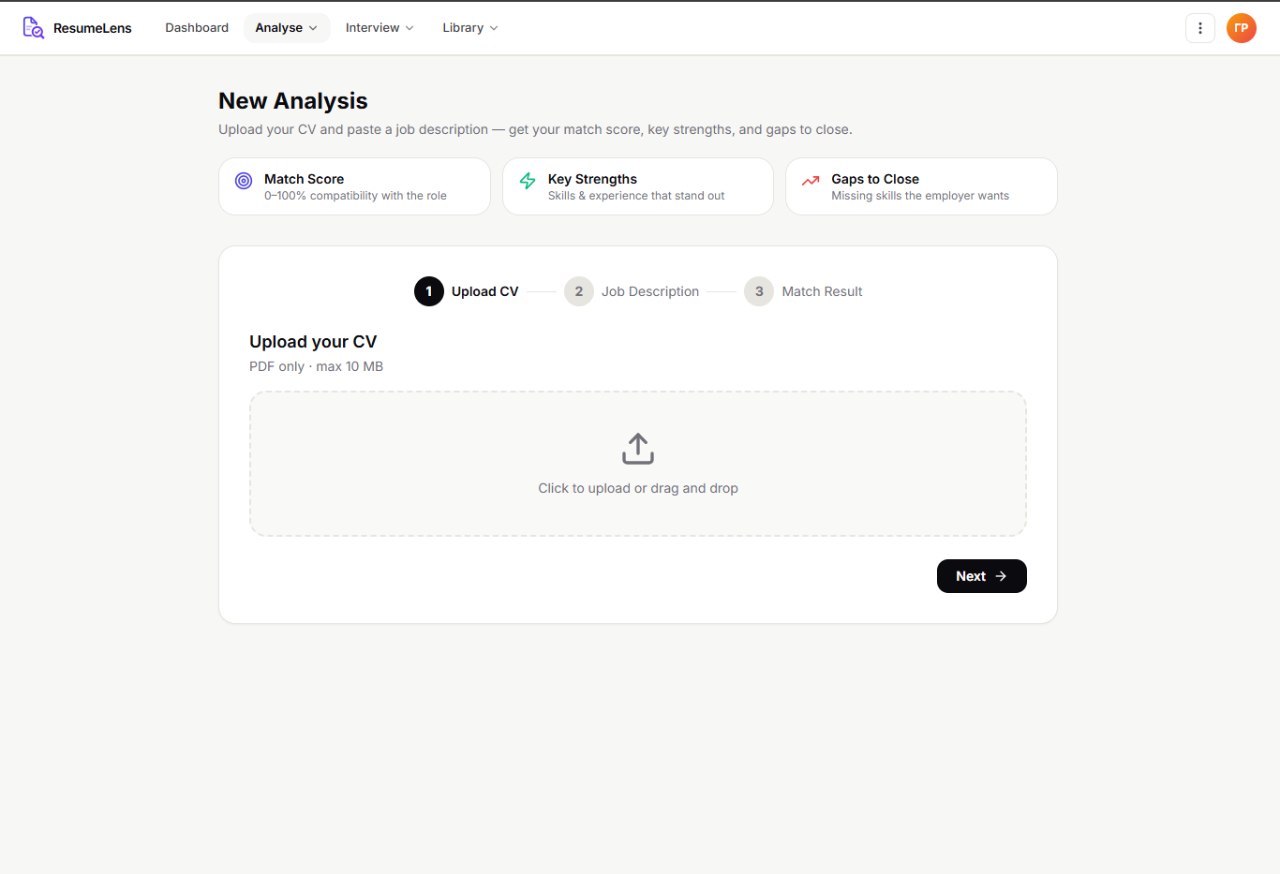 ResumeLens
Dashboard
Analyse
Interview
Library
ГР
New Analysis
Upload your CV and paste a job description — get your match score, key strengths, and gaps to close.
Match Score
0–100% compatibility with the role
Key Strengths
Skills & experience that stand out
Gaps to Close
Missing skills the employer wants
1 Upload CV
2 Job Description
3 Match Result
Upload your CV
PDF only · max 10 MB
Click to upload or drag and drop
Next